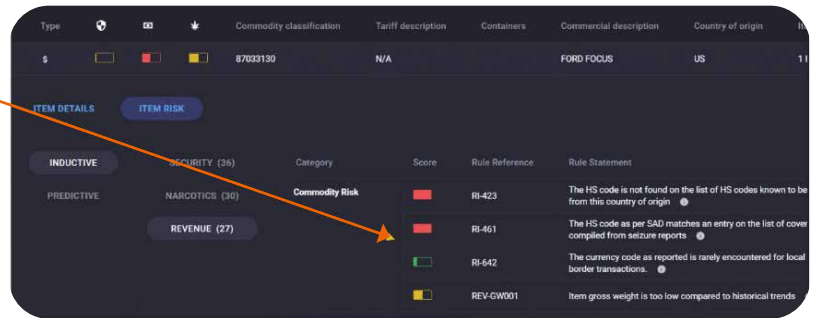 Type Commodity classification Tariff description Containers Commercial description Country of origin
$ 87033130 N/A FORD FOCUS US 1
ITEM DETAILS ITEM RISK
INDUCTIVE SECURITY (36) Category Score Rule Reference Rule Statement
PREDICTIVE NARCOTICS (30) Commodity Risk RI-423 The HS code is not found on the list of HS codes known to be
from this country of origin
REVENUE (27) RI-461 The HS code as per SAD matches an entry on the list of cover
compiled from seizure reports
RI-642 The currency code as reported is rarely encountered for local
border transactions.
REV-GW001 Item gross weight is too low compared to historical trends